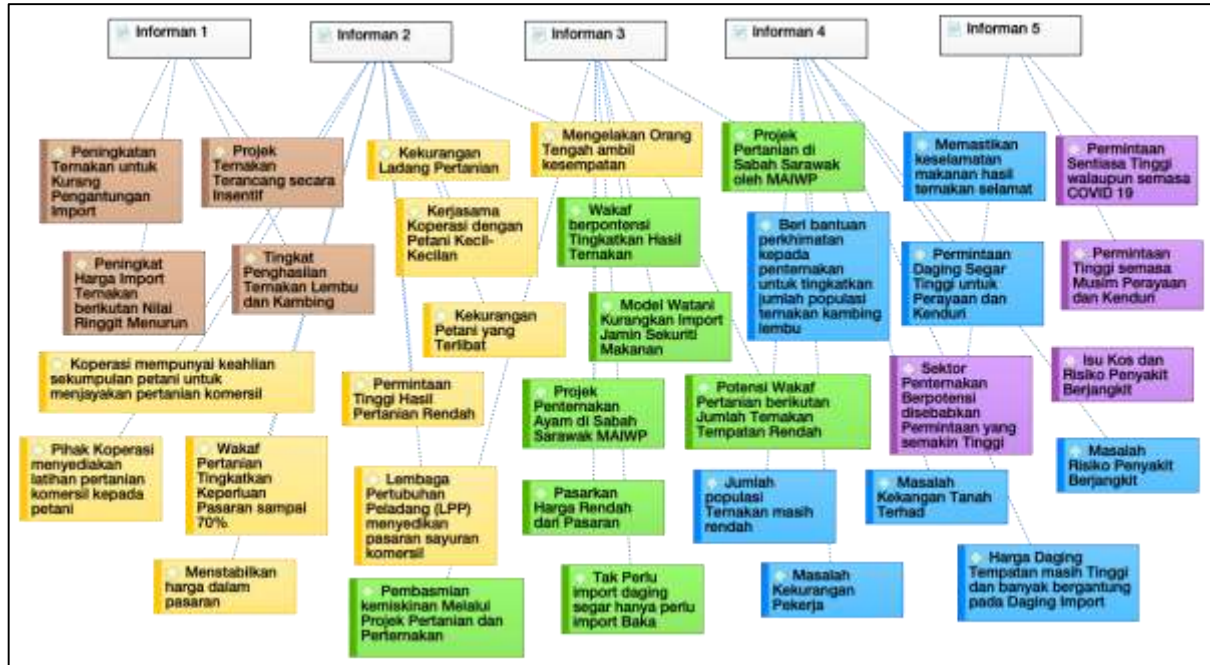 Informan 1
Informan 2
Informan 3
Informan 4
Informan 5
Peningkatan
Ternakan untuk
Kurang
Pengantungan
Import
Projek
Ternakan
Terancang secara
Insentif
Kekurangan
Ladang Pertanian
Mengelakan Orang
Tengah ambil
kesempatan
Projek
Pertanian di
Sabah Sarawak
oleh MAIWP
Memastikan
keselamatan
makanan hasil
ternakan selamat
Permintaan
Sentiasa Tinggi
walaupun semasa
COVID 19
Kerjasama
Koperasi dengan
Petani Kecil-
Kecilan
Wakaf
berpontensi
Tingkatkan Hasil
Ternakan
Beri bantuan
perkhimatan
kepada
penternakan
untuk tingkatkan
jumlah populasi
ternakan kambing
lembu
Permintaan
Daging Segar
Tinggi untuk
Perayaan dan
Kenduri
Permintaan
Tinggi semasa
Musim Perayaan
dan Kenduri
Peningkat
Harga Import
Ternakan
berikutan Nilai
Ringgit Menurun
Tingkat
Penghasilan
Ternakan Lembu
dan Kambing
Kekurangan
Petani yang
Terlibat
Model Watani
Kurangkan Import
Jamin Sekuriti
Makanan
Koperasi mempunyai keahlian
sekumpulan petani untuk
menjayakan pertanian komersil
Permintaan
Tinggi Hasil
Pertanian Rendah
Projek
Penternakan
Ayam di Sabah
Sarawak MAIWP
Potensi Wakaf
Pertanian berikutan
Jumlah Ternakan
Tempatan Rendah
Sektor
Penternakan
Berpotensi
disebabkan
Permintaan yang
semakin Tinggi
Isu Kos dan
Risiko Penyakit
Berjangkit
Pihak Koperasi
menyediakan
latihan pertanian
komersil kepada
petani
Wakaf
Pertanian
Tingkatkan
Keperluan
Pasaran sampai
70%
Lembaga
Pertubuhan
Peladang (LPP)
menyedikan
pasaran sayuran
komersil
Pasarkan
Harga Rendah
dari Pasaran
Jumlah
populasi
Ternakan masih
rendah
Masalah
Kekangan Tanah
Terhad
Masalah
Risiko Penyakit
Berjangkit
Menstabilkan
harga dalam
pasaran
Pembasmian
kemiskinan Melalui
Projek Pertanian dan
Perternakan
Tak Perlu
import daging
segar hanya perlu
import Baka
Masalah
Kekurangan
Pekerja
Harga Daging
Tempatan masih Tinggi
dan banyak bergantung
pada Daging Import